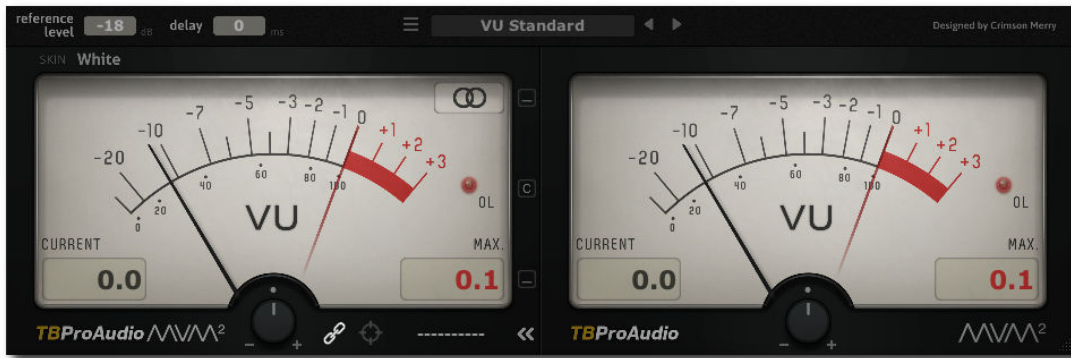 reference level -18 dB delay 0 ms VU Standard Designed by Crimson Merry
SKIN White
-20 -10 -7 -5 -3 -2 -1 0 +1 +2 +3
0 20 40 60 80 100
VU
OL
CURRENT MAX.
0.0 0.1
C
-20 -10 -7 -5 -3 -2 -1 0 +1 +2 +3
0 20 40 60 80 100
VU
OL
CURRENT MAX.
0.0 0.1
TBProAudio MVM² - + ----------
TBProAudio - + MVM²